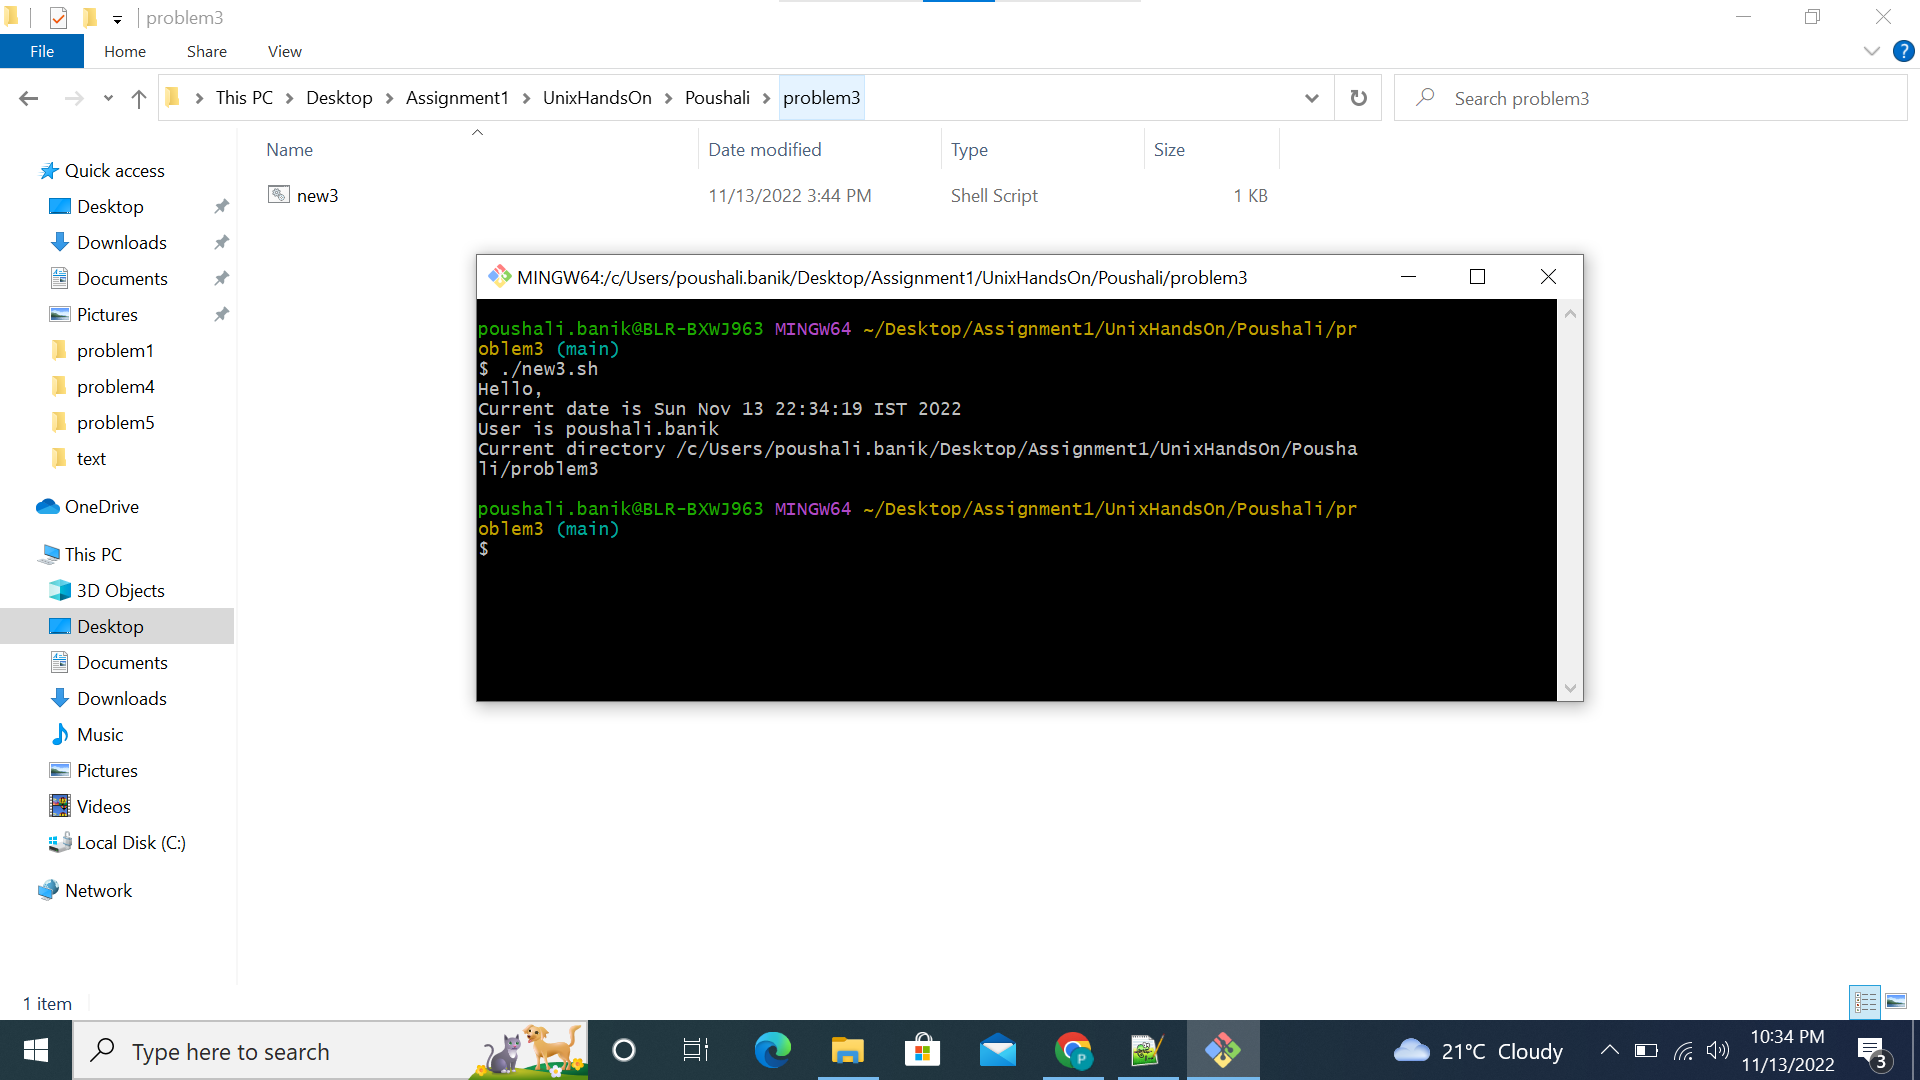 problem3
File Home Share View
This PC Desktop Assignment1 UnixHandsOn Poushali problem3
Search problem3
Name Date modified Type Size
new3 11/13/2022 3:44 PM Shell Script 1 KB
Quick access
Desktop
Downloads
Documents
Pictures
problem1
problem4
problem5
text
OneDrive
This PC
3D Objects
Desktop
Documents
Downloads
Music
Pictures
Videos
Local Disk (C:)
Network
1 item
MINGW64:/c/Users/poushali.banik/Desktop/Assignment1/UnixHandsOn/Poushali/problem3
poushali.banik@BLR-BXWJ963 MINGW64 ~/Desktop/Assignment1/UnixHandsOn/Poushali/pr
oblem3 (main)
$ ./new3.sh
Hello,
Current date is Sun Nov 13 22:34:19 IST 2022
User is poushali.banik
Current directory /c/Users/poushali.banik/Desktop/Assignment1/UnixHandsOn/Pousha
li/problem3
poushali.banik@BLR-BXWJ963 MINGW64 ~/Desktop/Assignment1/UnixHandsOn/Poushali/pr
oblem3 (main)
$
Type here to search
P
21°C Cloudy
10:34 PM
11/13/2022
3